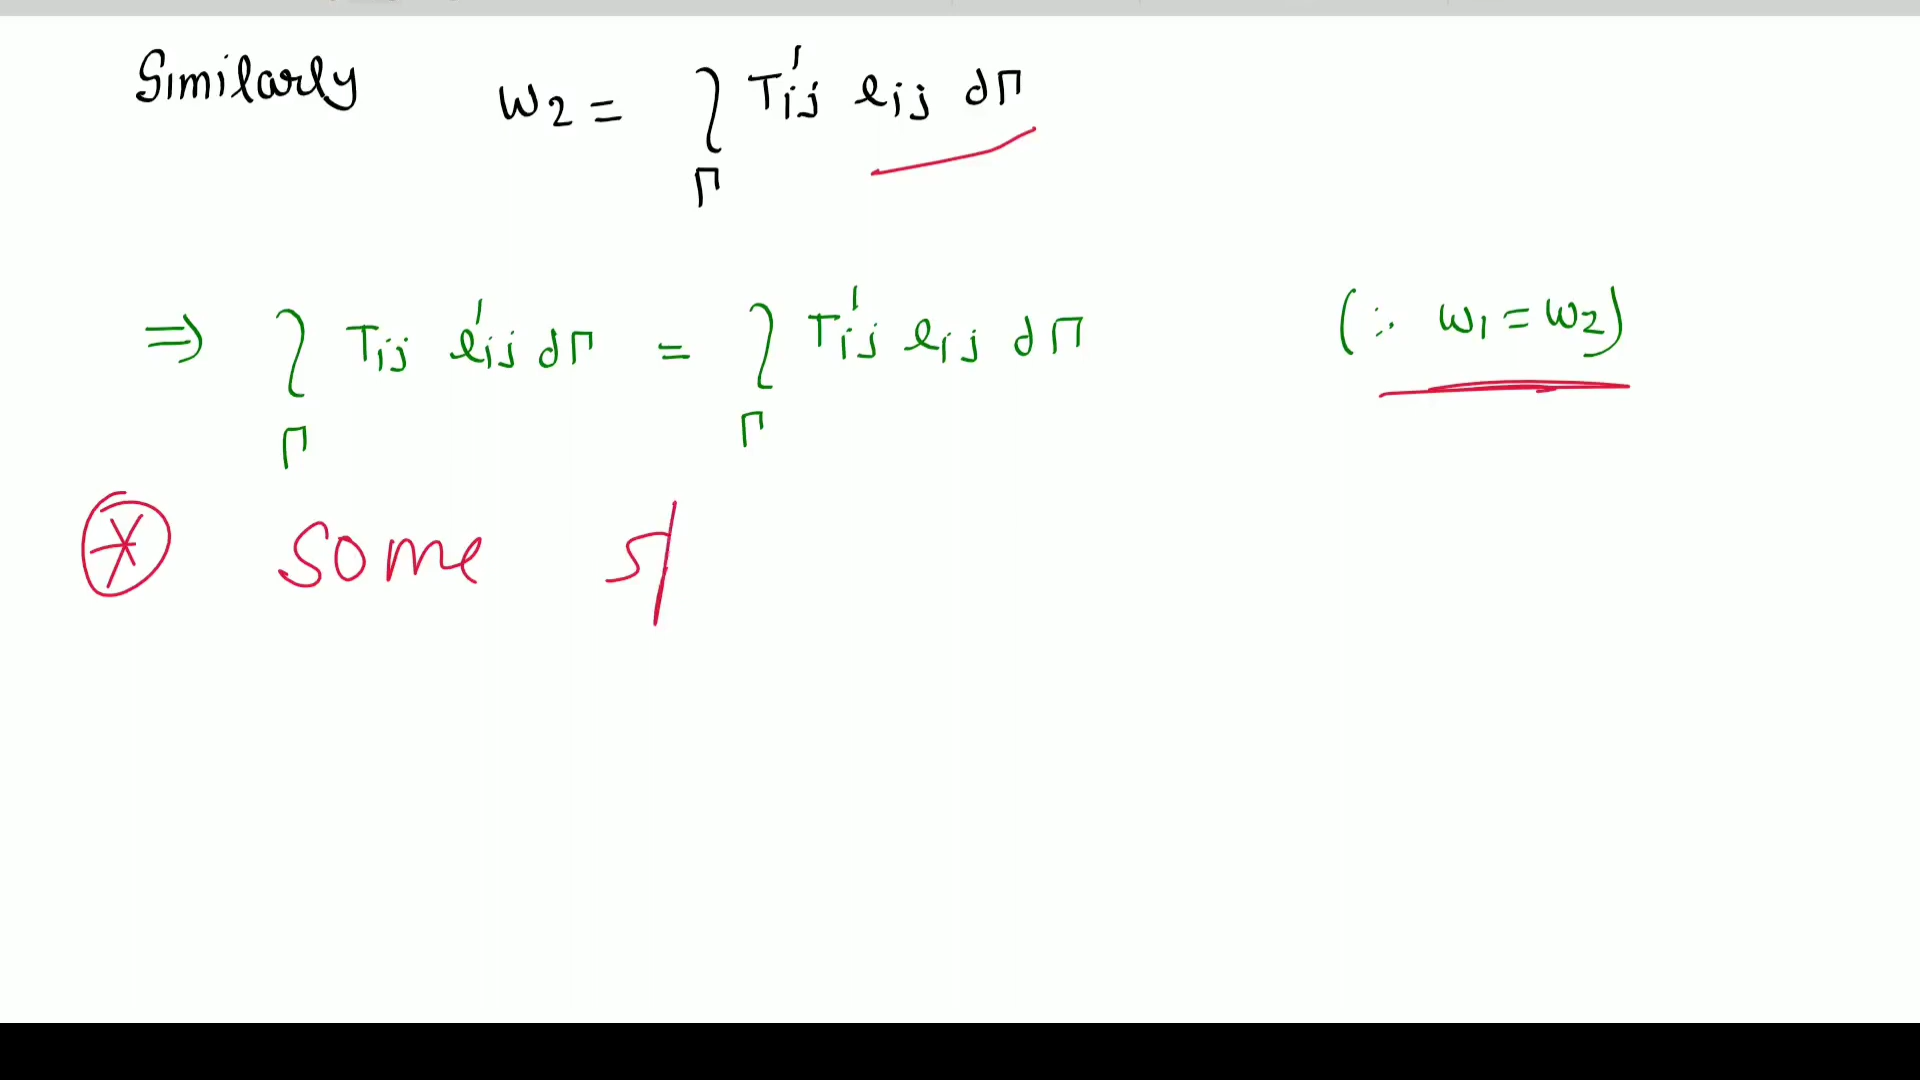 Similarly W₂ = ∫_Γ T'ij eij dΓ
⇒ ∫_Γ Tij e'ij dΓ = ∫_Γ T'ij eij dΓ (∵ W₁ = W₂)
* Some